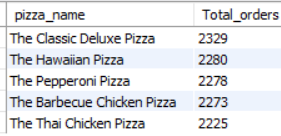 pizza_name Total_orders
The Classic Deluxe Pizza 2329
The Hawaiian Pizza 2280
The Pepperoni Pizza 2278
The Barbecue Chicken Pizza 2273
The Thai Chicken Pizza 2225